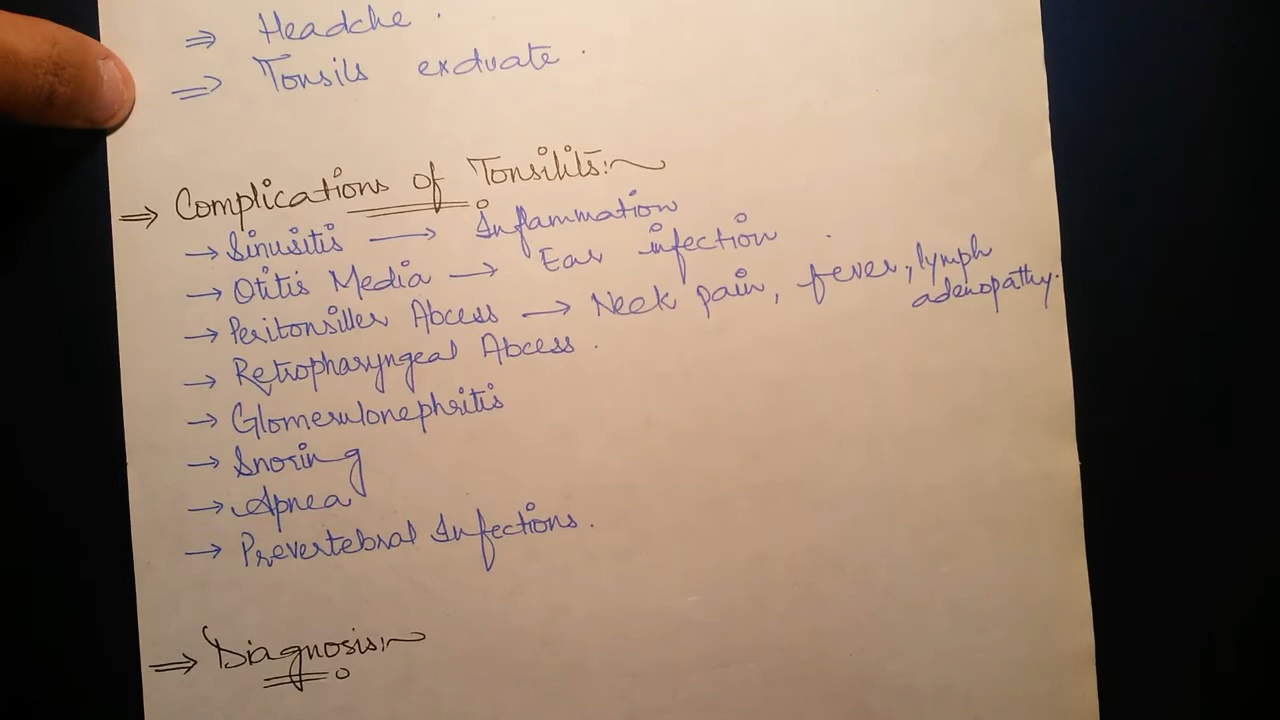 ⇒ Headche.
⇒ Tonsils exduate.
⇒ Complications of Tonsilits:~
→ Sinusitis → Inflammation
→ Otitis Media → Ear infection.
→ Peritonsiller Abcess → Neck pain, fever, lymph adenopathy.
→ Retropharyngeal Abcess.
→ Glomerulonephritis
→ Snoring
→ Apnea
→ Prevertebral Infections.
⇒ Diagnosis:~